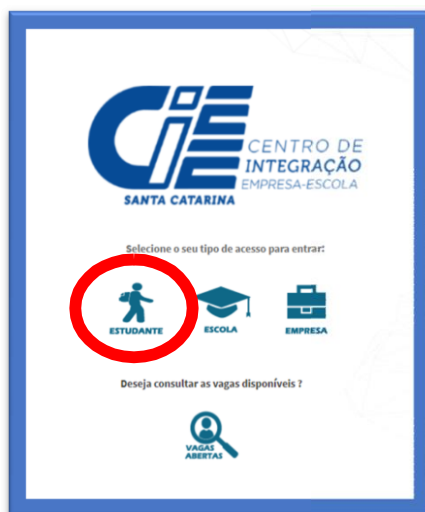 CIEE
CENTRO DE
INTEGRAÇÃO
EMPRESA-ESCOLA
SANTA CATARINA
Selecione o seu tipo de acesso para entrar:
ESTUDANTE
ESCOLA
EMPRESA
Deseja consultar as vagas disponíveis ?
VAGAS
ABERTAS